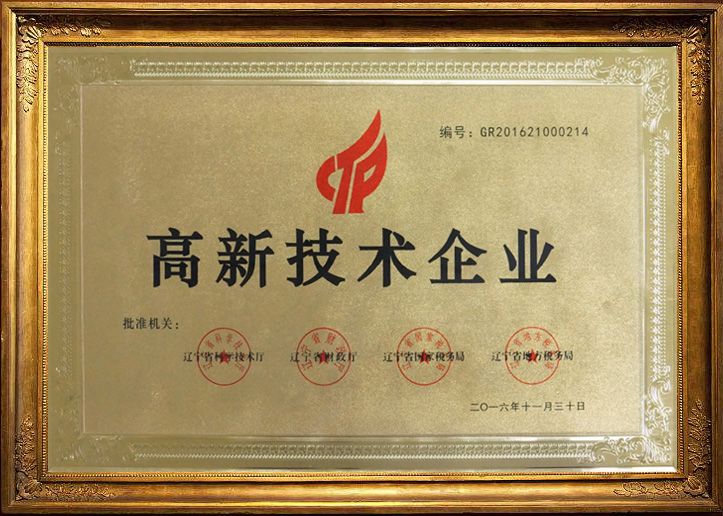 编号：GR201621000214
高新技术企业
批准机关：
辽宁省科学技术厅 辽宁省财政厅 辽宁省国家税务局 辽宁省地方税务局
二〇一六年十一月三十日